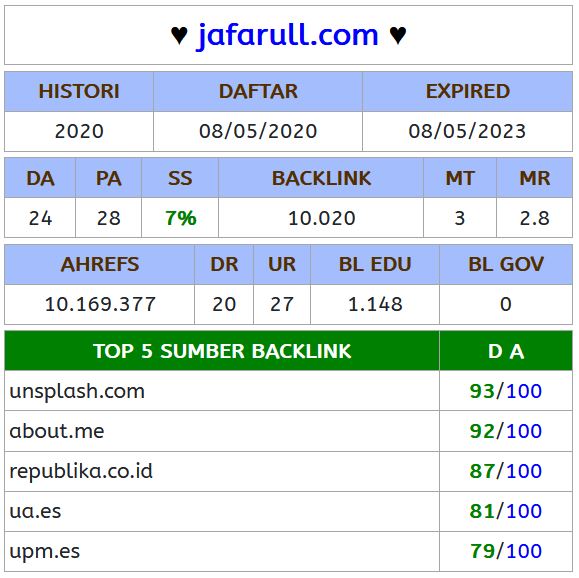 ♥ jafarull.com ♥
HISTORI DAFTAR EXPIRED
2020 08/05/2020 08/05/2023
DA PA SS BACKLINK MT MR
24 28 7% 10.020 3 2.8
AHREFS DR UR BL EDU BL GOV
10.169.377 20 27 1.148 0
TOP 5 SUMBER BACKLINK D A
unsplash.com 93/100
about.me 92/100
republika.co.id 87/100
ua.es 81/100
upm.es 79/100